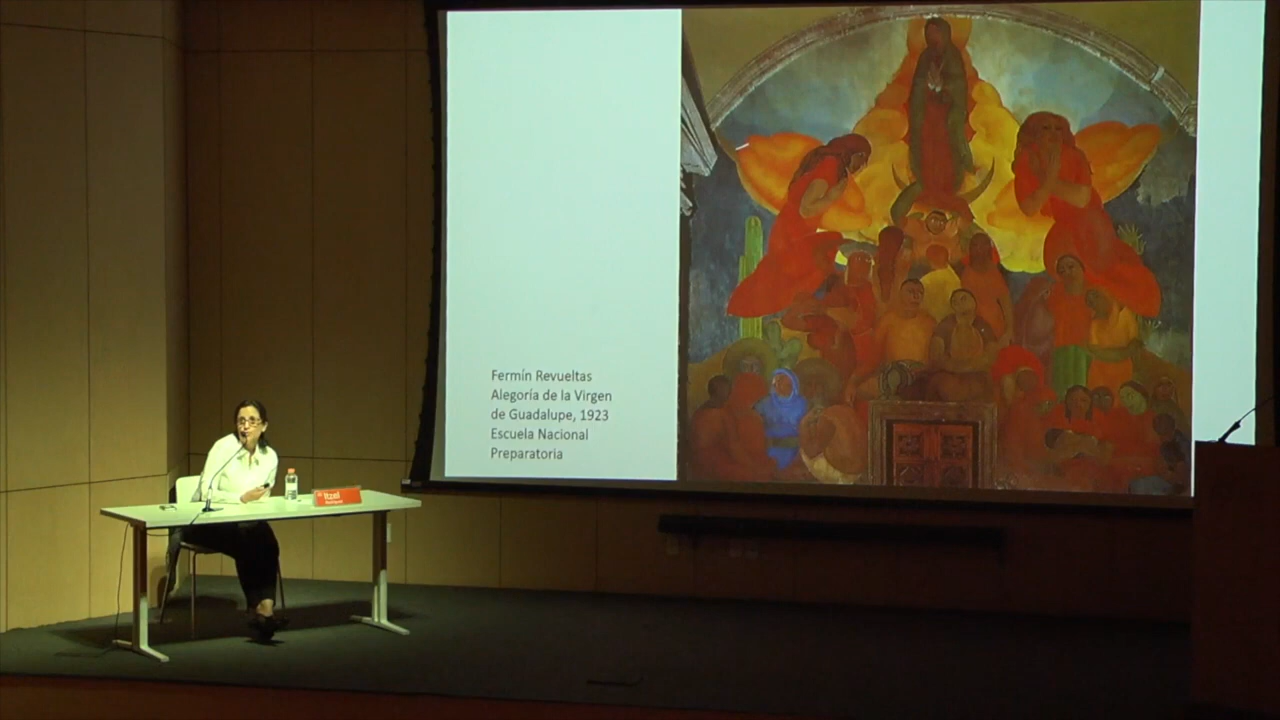 Fermín Revueltas
Alegoría de la Virgen
de Guadalupe, 1923
Escuela Nacional
Preparatoria
Itzel